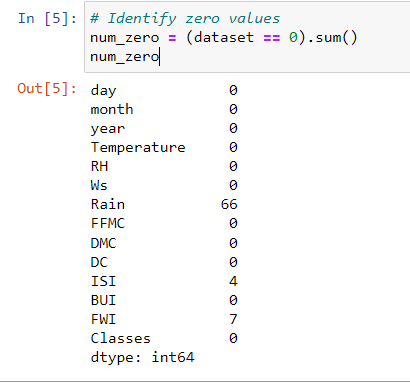 In [5]: # Identify zero values
num_zero = (dataset == 0).sum()
num_zero
Out[5]: day 0
month 0
year 0
Temperature 0
RH 0
Ws 0
Rain 66
FFMC 0
DMC 0
DC 0
ISI 4
BUI 0
FWI 7
Classes 0
dtype: int64